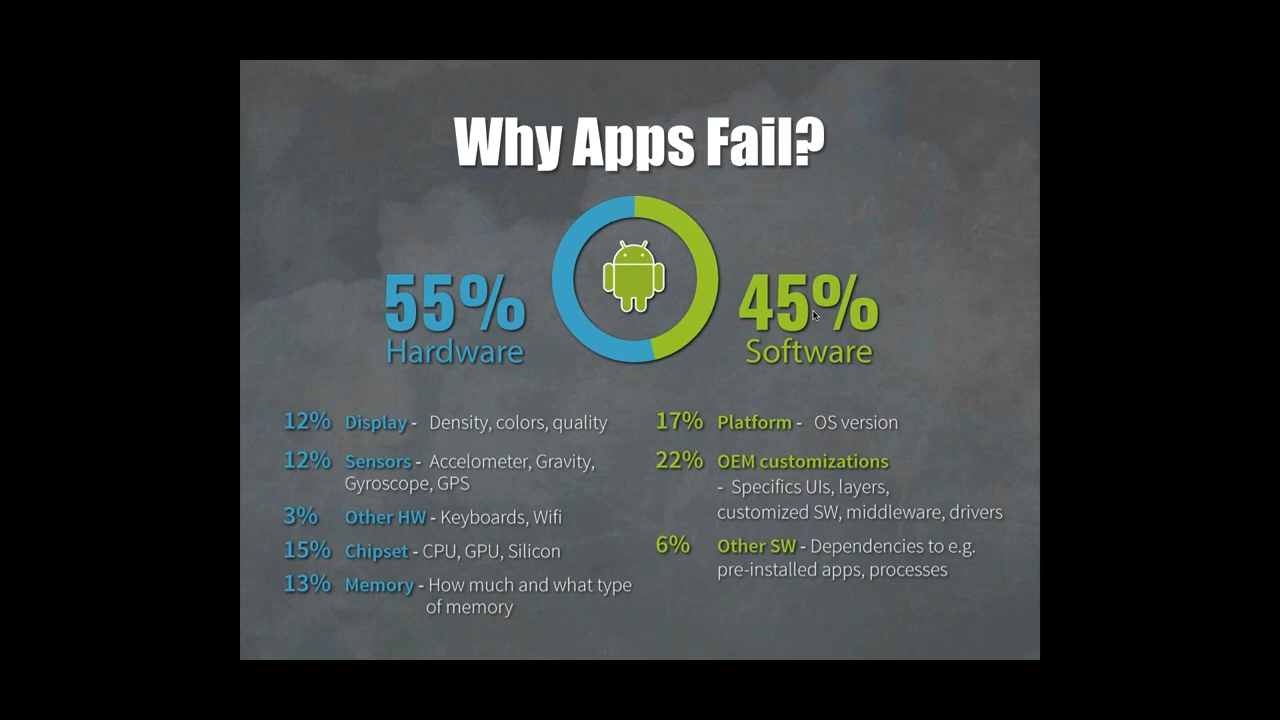 Why Apps Fail?
55%
Hardware
45%
Software
12% Display - Density, colors, quality
12% Sensors - Accelometer, Gravity,
Gyroscope, GPS
3% Other HW - Keyboards, Wifi
15% Chipset - CPU, GPU, Silicon
13% Memory - How much and what type
of memory
17% Platform - OS version
22% OEM customizations
- Specifics UIs, layers,
customized SW, middleware, drivers
6% Other SW - Dependencies to e.g.
pre-installed apps, processes